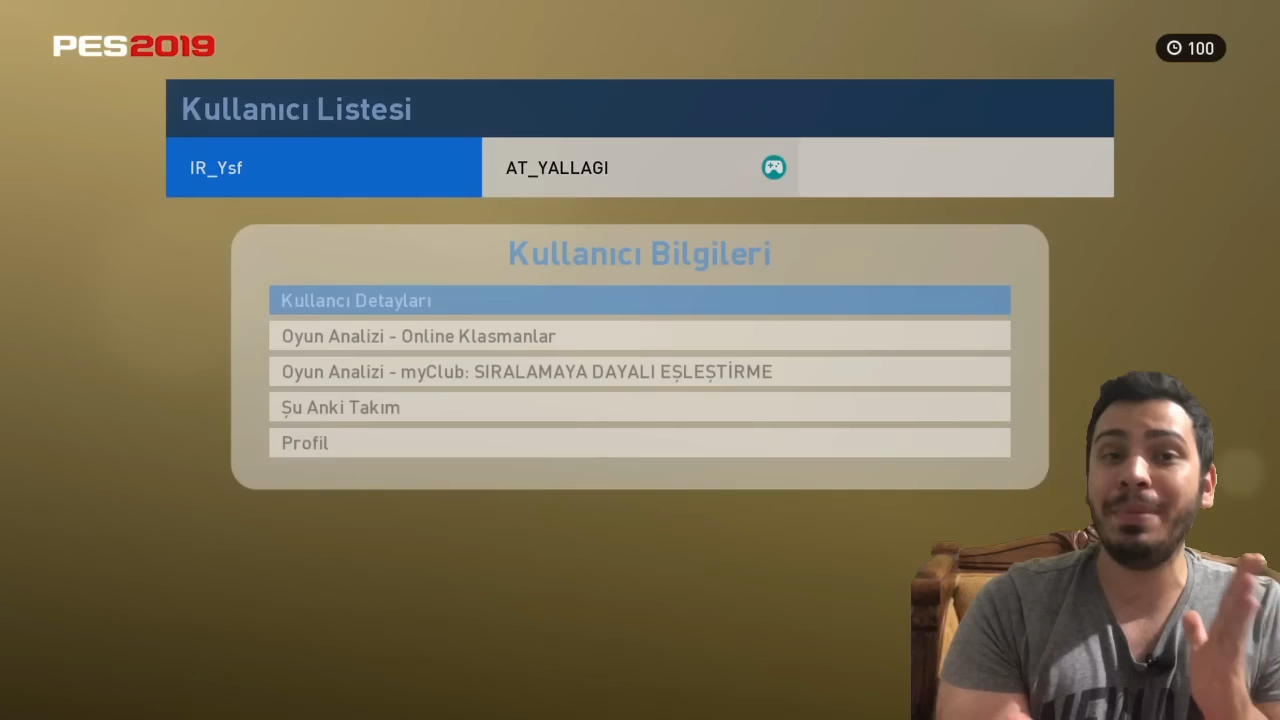 PES2019
100
Kullanıcı Listesi
IR_Ysf
AT_YALLAGI
Kullanıcı Bilgileri
Kullancı Detayları
Oyun Analizi - Online Klasmanlar
Oyun Analizi - myClub: SIRALAMAYA DAYALI EŞLEŞTİRME
Şu Anki Takım
Profil